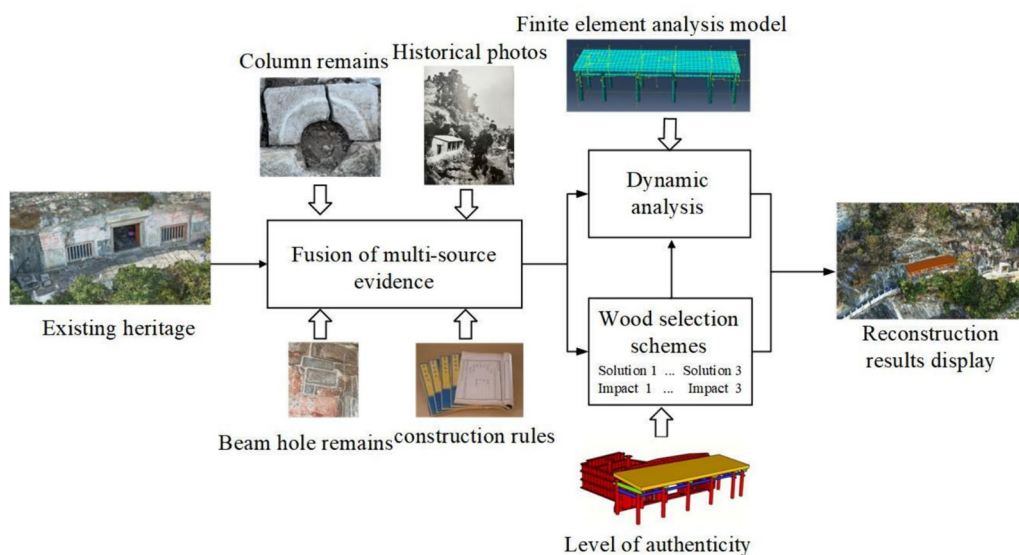 Finite element analysis model
Historical photos
Column remains
Dynamic
analysis
Fusion of multi-source
evidence
Existing heritage
Wood selection
schemes
Solution 1 ... Solution 3
Impact 1 ... Impact 3
Reconstruction
results display
Beam hole remains
construction rules
Level of authenticity